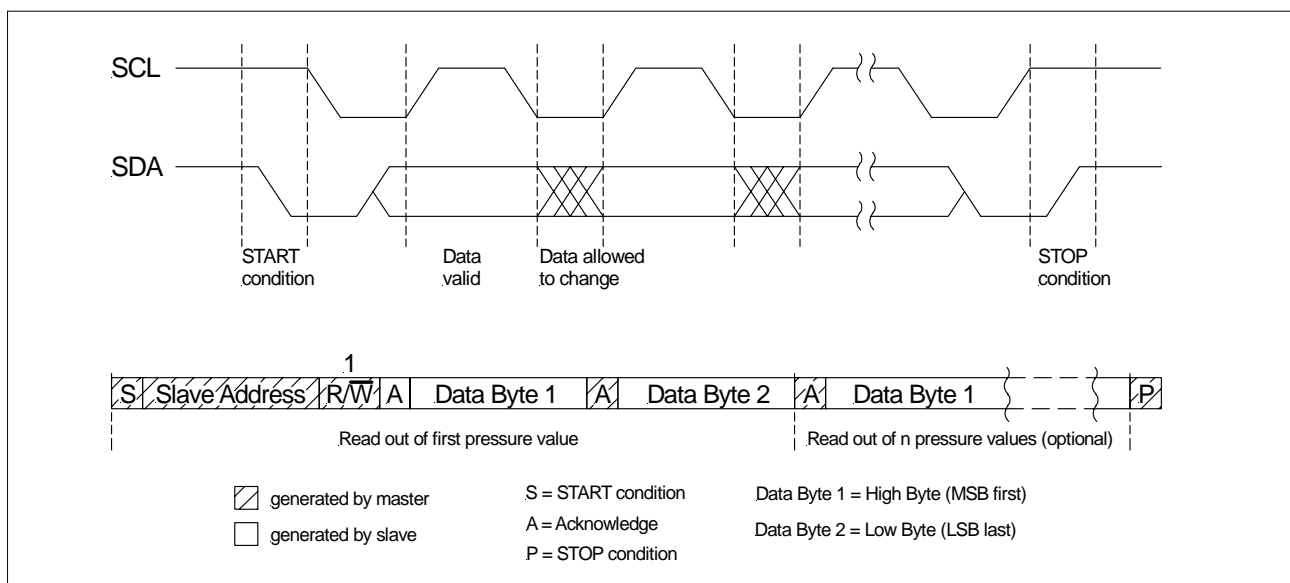 SCL
SDA
START
condition
Data
valid
Data allowed
to change
STOP
condition
1
S Slave Address R/W̅ A Data Byte 1 A Data Byte 2 A Data Byte 1 P
Read out of first pressure value
Read out of n pressure values (optional)
generated by master
generated by slave
S = START condition
A = Acknowledge
P = STOP condition
Data Byte 1 = High Byte (MSB first)
Data Byte 2 = Low Byte (LSB last)